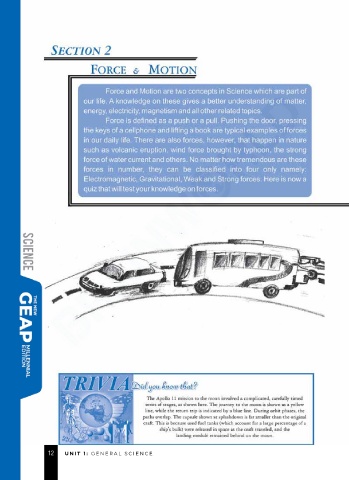 SECTION 2
FORCE & MOTION
Force and Motion are two concepts in Science which are part of
our life. A knowledge on these gives a better understanding of matter,
energy, electricity, magnetism and all other related topics.
Force is defined as a push or a pull. Pushing the door, pressing
the keys of a cellphone and lifting a book are typical examples of forces
in our daily life. There are also forces, however, that happen in nature
such as volcanic eruption, wind force brought by typhoon, the strong
force of water current and others. No matter how tremendous are these
forces in number, they can be classified into four only namely:
Electromagnetic, Gravitational, Weak and Strong forces. Here is now a
quiz that will test your knowledge on forces.
SCIENCE
THE NEW
GEAP
MILLENNIAL
EDITION
TRIVIA Did you know that?
The Apollo 11 mission to the moon involved a complicated, carefully timed
series of stages, as shown here. The journey to the moon is shown as a yellow
line, while the return trip is indicated by a blue line. During orbit phases, the
paths overlap. The capsule shown at splashdown is far smaller than the original
craft. This is because used fuel tanks (which account for a large percentage of a
ship's bulk) were released in space as the craft traveled, and the
landing module remained behind on the moon.
12 UNIT I: GENERAL SCIENCE